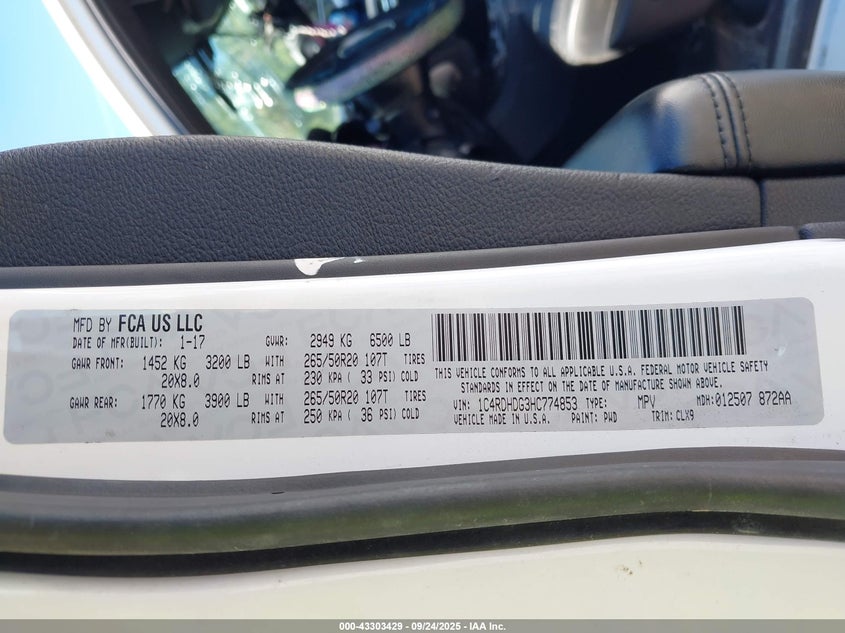 MFD BY FCA US LLC
DATE OF MFR(BUILT): 1-17 GVWR: 2949 KG 6500 LB
GAWR FRONT: 1452 KG 3200 LB WITH 265/50R20 107T TIRES
20X8.0 RIMS AT 230 KPA ( 33 PSI) COLD
GAWR REAR: 1770 KG 3900 LB WITH 265/50R20 107T TIRES
20X8.0 RIMS AT 250 KPA ( 36 PSI) COLD
THIS VEHICLE CONFORMS TO ALL APPLICABLE U.S.A. FEDERAL MOTOR VEHICLE SAFETY
STANDARDS IN EFFECT ON THE DATE OF MANUFACTURE SHOWN ABOVE.
VIN: 1C4RDHDG3HC774853 TYPE: MPV MDH: 012507 872AA
VEHICLE MADE IN U.S.A. PAINT: PWD TRIM: CLX9
000-43303429 - 09/24/2025 - IAA Inc.